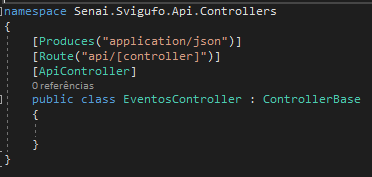 namespace Senai.Svigufo.Api.Controllers
{
[Produces("application/json")]
[Route("api/[controller]")]
[ApiController]
0 referências
public class EventosController : ControllerBase
{
}
}